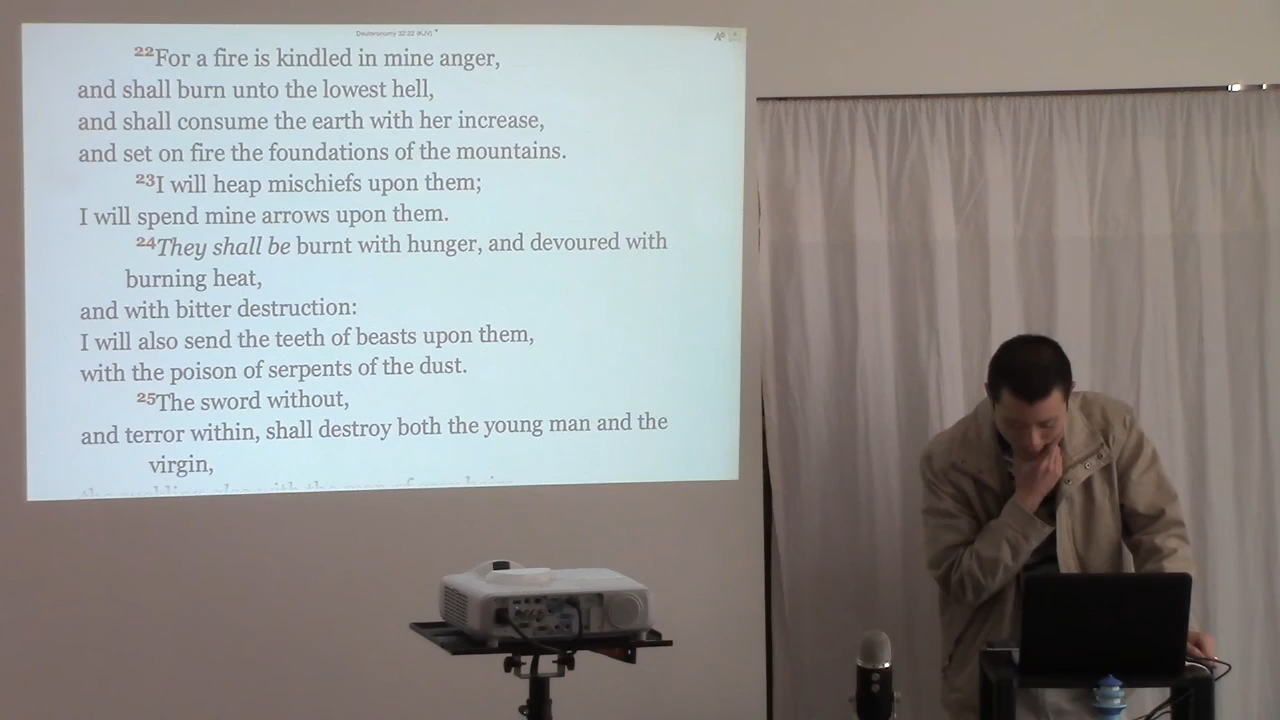 Deuteronomy 32:22 (KJV)
22For a fire is kindled in mine anger,
and shall burn unto the lowest hell,
and shall consume the earth with her increase,
and set on fire the foundations of the mountains.
23I will heap mischiefs upon them;
I will spend mine arrows upon them.
24They shall be burnt with hunger, and devoured with
burning heat,
and with bitter destruction:
I will also send the teeth of beasts upon them,
with the poison of serpents of the dust.
25The sword without,
and terror within, shall destroy both the young man and the
virgin,